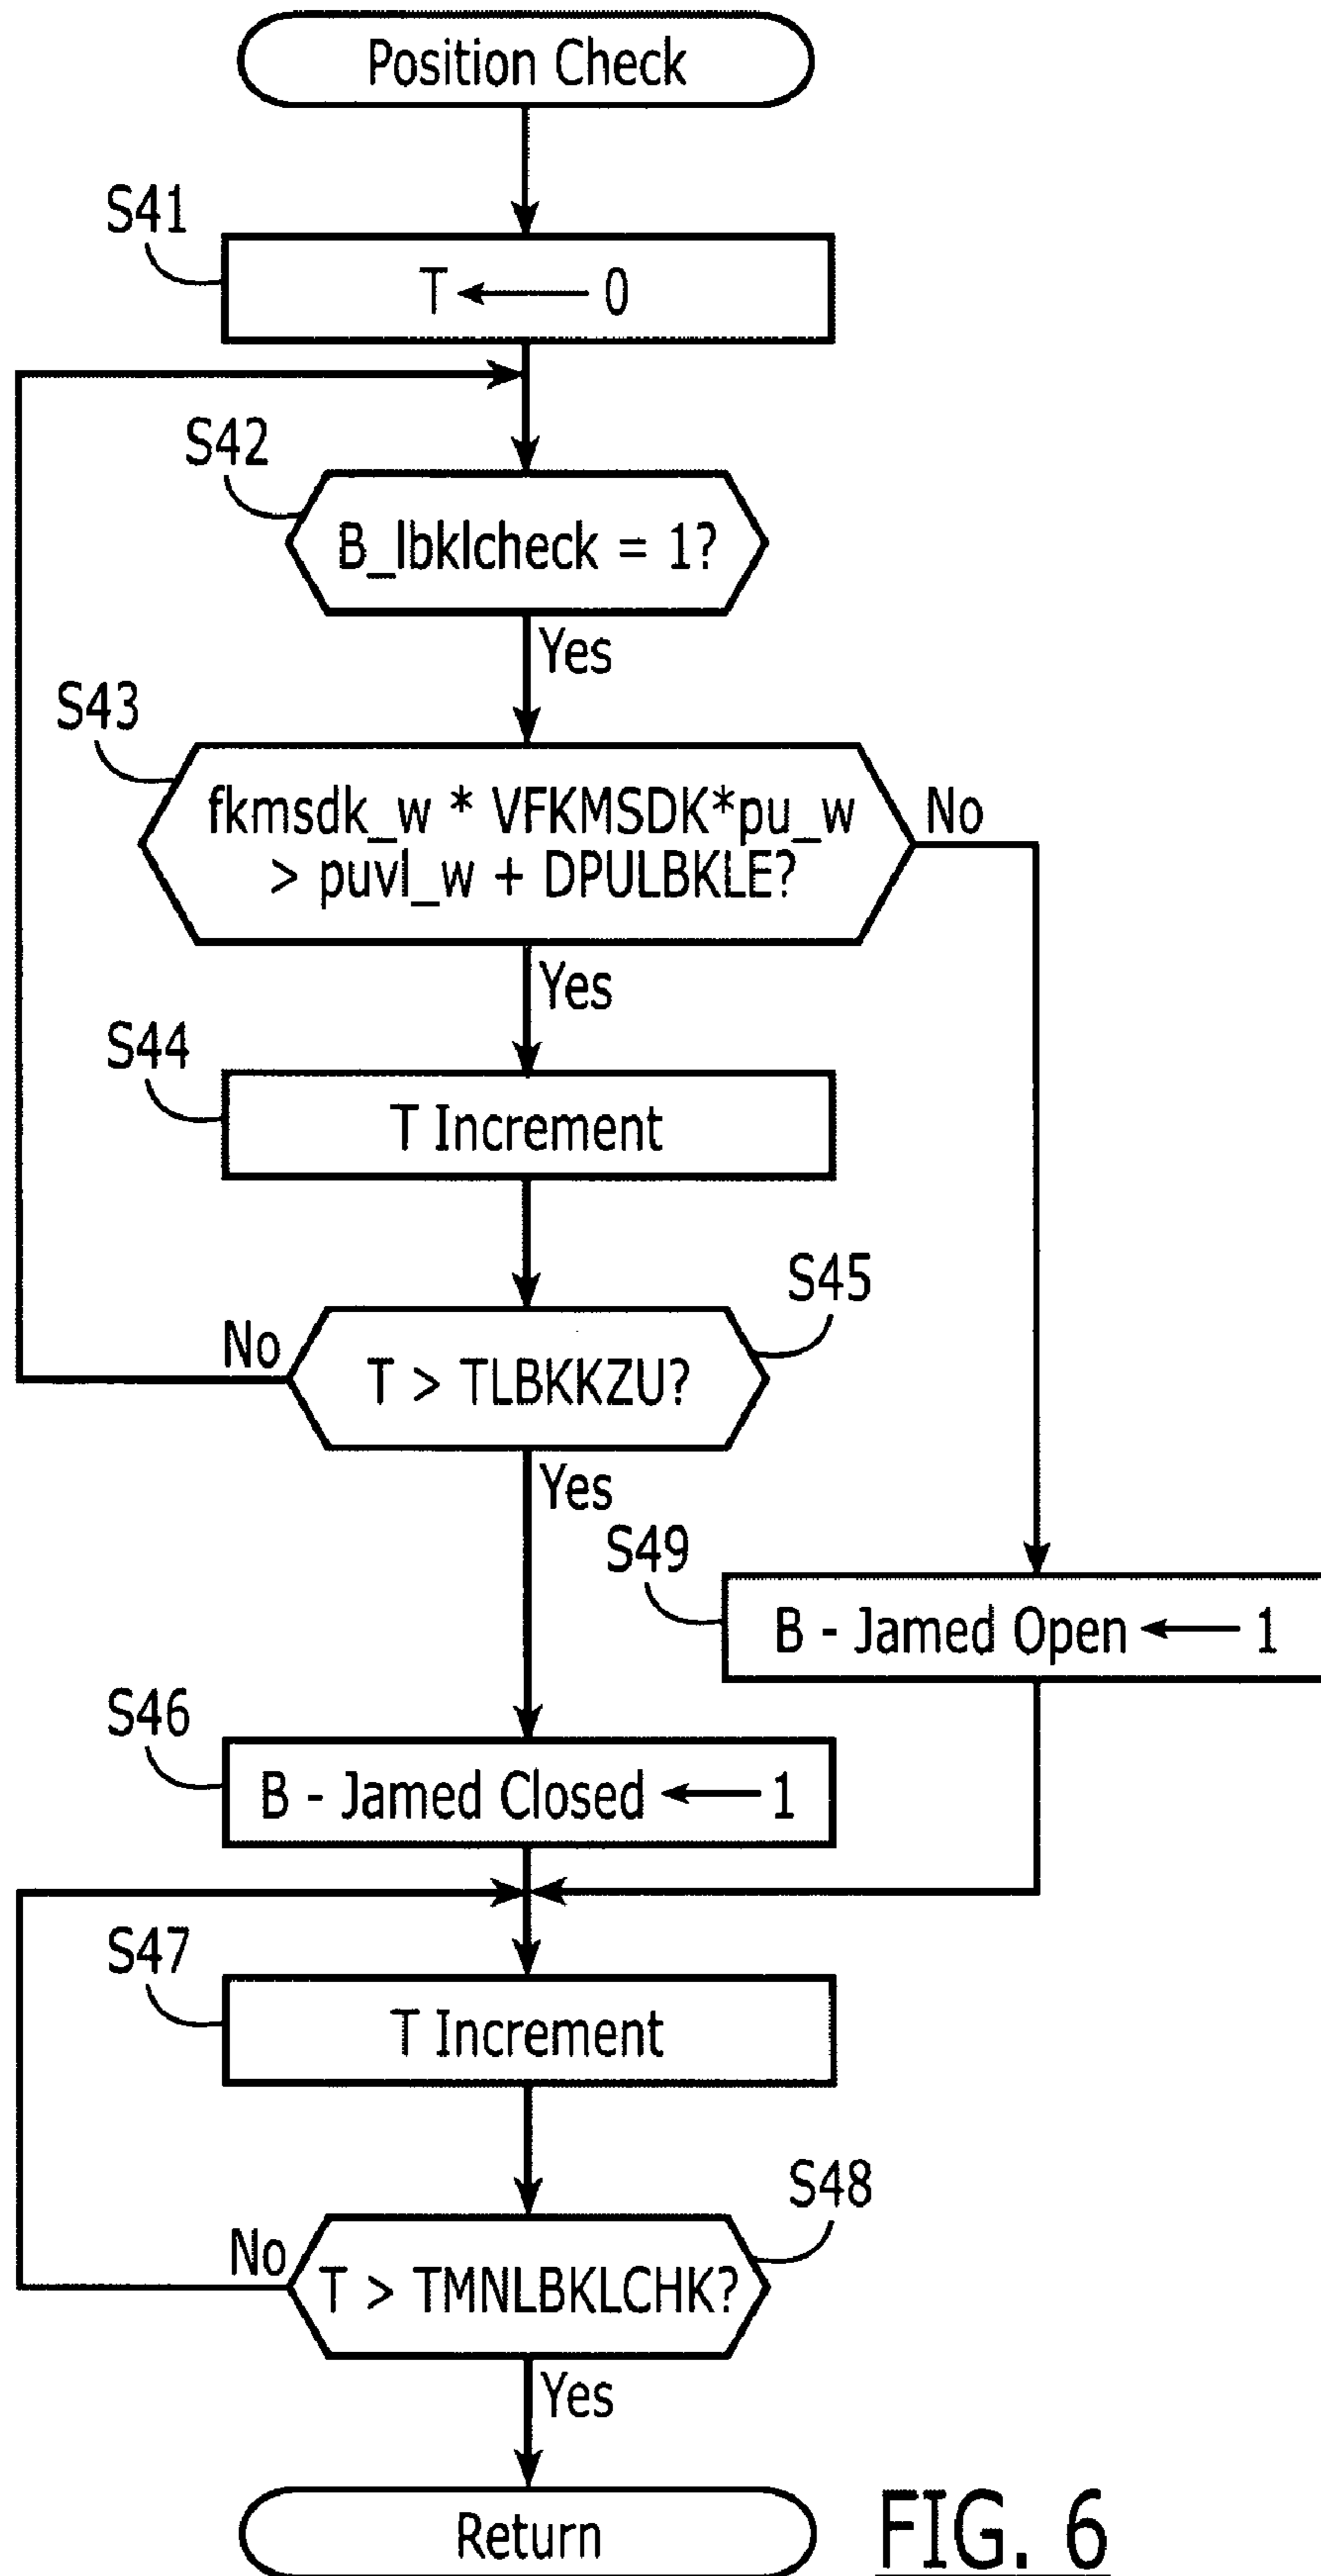 Position Check
S41
T ← 0
S42
B_lbklcheck = 1?
Yes
S43
fkmsdk_w * VFKMSDK*pu_w
> puvl_w + DPULBKLE?
No
Yes
S44
T Increment
S45
T > TLBKKZU?
No
Yes
S49
B - Jamed Open ← 1
S46
B - Jamed Closed ← 1
S47
T Increment
S48
T > TMNLBKLCHK?
No
Yes
Return
FIG. 6